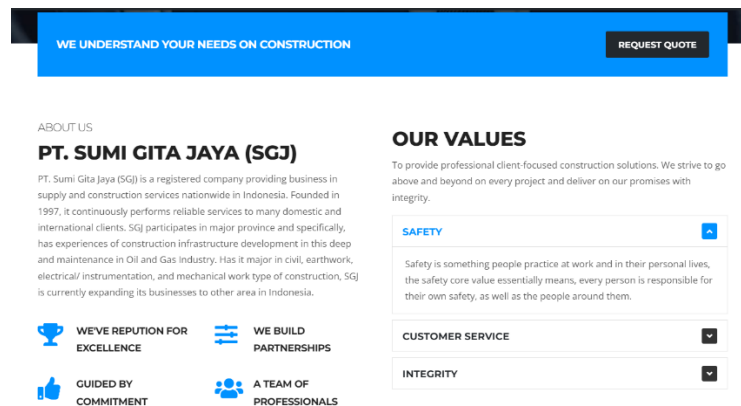 WE UNDERSTAND YOUR NEEDS ON CONSTRUCTION
REQUEST QUOTE
ABOUT US
PT. SUMI GITA JAYA (SGJ)
PT. Sumi Gita Jaya (SGJ) is a registered company providing business in
supply and construction services nationwide in Indonesia. Founded in
1997, it continuously performs reliable services to many domestic and
international clients. SGJ participates in major province and specifically,
has experiences of construction infrastructure development in this deep
and maintenance in Oil and Gas Industry. Has it major in civil, earthwork,
electrical/ instrumentation, and mechanical work type of construction, SGJ
is currently expanding its businesses to other area in Indonesia.
WE'VE REPUTION FOR
EXCELLENCE
WE BUILD
PARTNERSHIPS
GUIDED BY
COMMITMENT
A TEAM OF
PROFESSIONALS
OUR VALUES
To provide professional client-focused construction solutions. We strive to go
above and beyond on every project and deliver on our promises with
integrity.
SAFETY
Safety is something people practice at work and in their personal lives,
the safety core value essentially means, every person is responsible for
their own safety, as well as the people around them.
CUSTOMER SERVICE
INTEGRITY